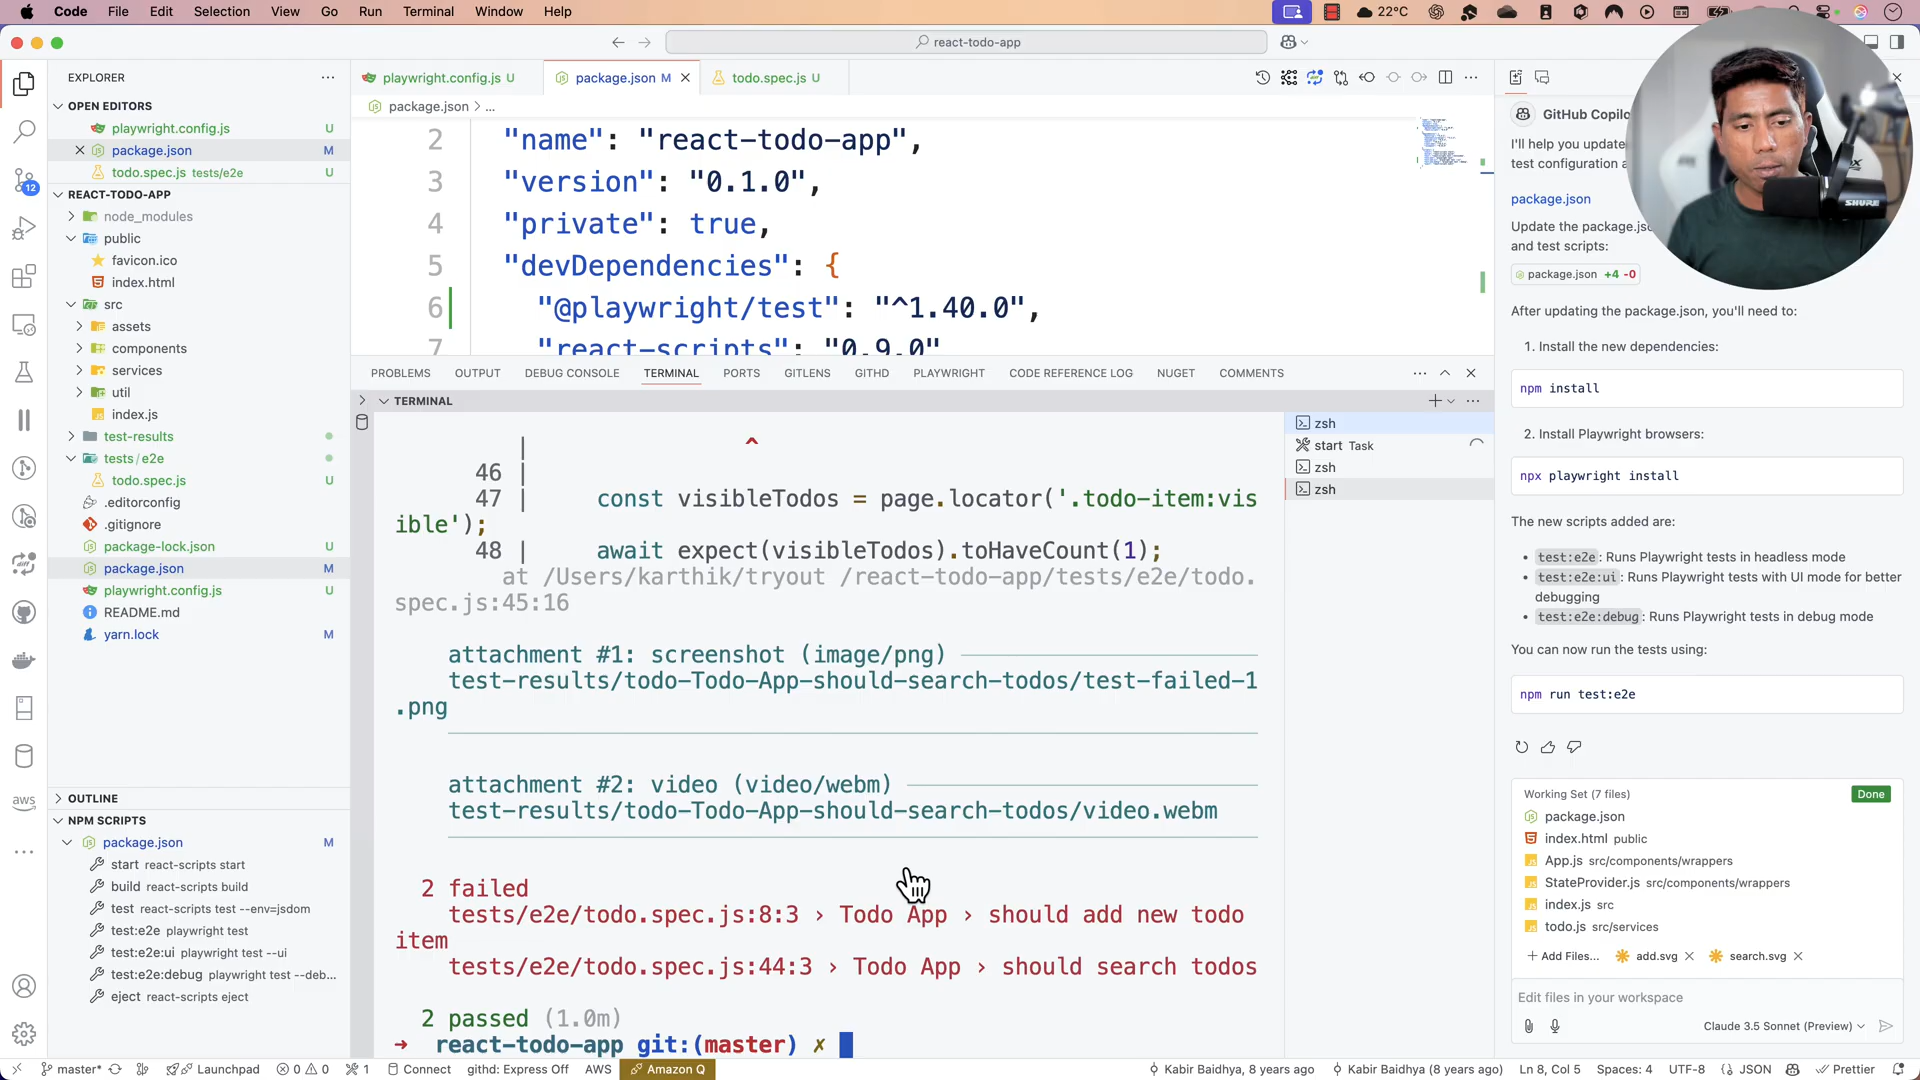 Code File Edit Selection View Go Run Terminal Window Help
22°C
react-todo-app
EXPLORER
OPEN EDITORS
playwright.config.js U
package.json M
todo.spec.js tests/e2e U
REACT-TODO-APP
node_modules
public
favicon.ico
index.html
src
assets
components
services
util
index.js
test-results
tests/e2e
todo.spec.js U
.editorconfig
.gitignore
package-lock.json U
package.json M
playwright.config.js U
README.md
yarn.lock M
OUTLINE
NPM SCRIPTS
package.json M
start react-scripts start
build react-scripts build
test react-scripts test --env=jsdom
test:e2e playwright test
test:e2e:ui playwright test --ui
test:e2e:debug playwright test --deb...
eject react-scripts eject
12
aws
playwright.config.js U
package.json M
todo.spec.js U
package.json > ...
2 "name": "react-todo-app",
3 "version": "0.1.0",
4 "private": true,
5 "devDependencies": {
6 "@playwright/test": "^1.40.0",
7 "react-scripts": "0.9.0"
PROBLEMS OUTPUT DEBUG CONSOLE TERMINAL PORTS GITLENS GITHD PLAYWRIGHT CODE REFERENCE LOG NUGET COMMENTS
TERMINAL
| ^
46 |
47 | const visibleTodos = page.locator('.todo-item:vis
ible');
48 | await expect(visibleTodos).toHaveCount(1);
at /Users/karthik/tryout /react-todo-app/tests/e2e/todo.
spec.js:45:16
attachment #1: screenshot (image/png)
test-results/todo-Todo-App-should-search-todos/test-failed-1
.png
attachment #2: video (video/webm)
test-results/todo-Todo-App-should-search-todos/video.webm
2 failed
tests/e2e/todo.spec.js:8:3 › Todo App › should add new todo
item
tests/e2e/todo.spec.js:44:3 › Todo App › should search todos
2 passed (1.0m)
→ react-todo-app git:(master) ✗
zsh
start Task
zsh
zsh
GitHub Copilo
I'll help you update
test configuration a
package.json
Update the package.js
and test scripts:
package.json +4 -0
After updating the package.json, you'll need to:
1. Install the new dependencies:
npm install
2. Install Playwright browsers:
npx playwright install
The new scripts added are:
• test:e2e: Runs Playwright tests in headless mode
• test:e2e:ui: Runs Playwright tests with UI mode for better
debugging
• test:e2e:debug: Runs Playwright tests in debug mode
You can now run the tests using:
npm run test:e2e
Working Set (7 files) Done
package.json
index.html public
App.js src/components/wrappers
StateProvider.js src/components/wrappers
index.js src
todo.js src/services
+ Add Files... add.svg search.svg
Edit files in your workspace
Claude 3.5 Sonnet (Preview)
SHURE
master* Launchpad 0 0 1 Connect githd: Express Off AWS Amazon Q Kabir Baidhya, 8 years ago Kabir Baidhya (8 years ago) Ln 8, Col 5 Spaces: 4 UTF-8 {} JSON Prettier